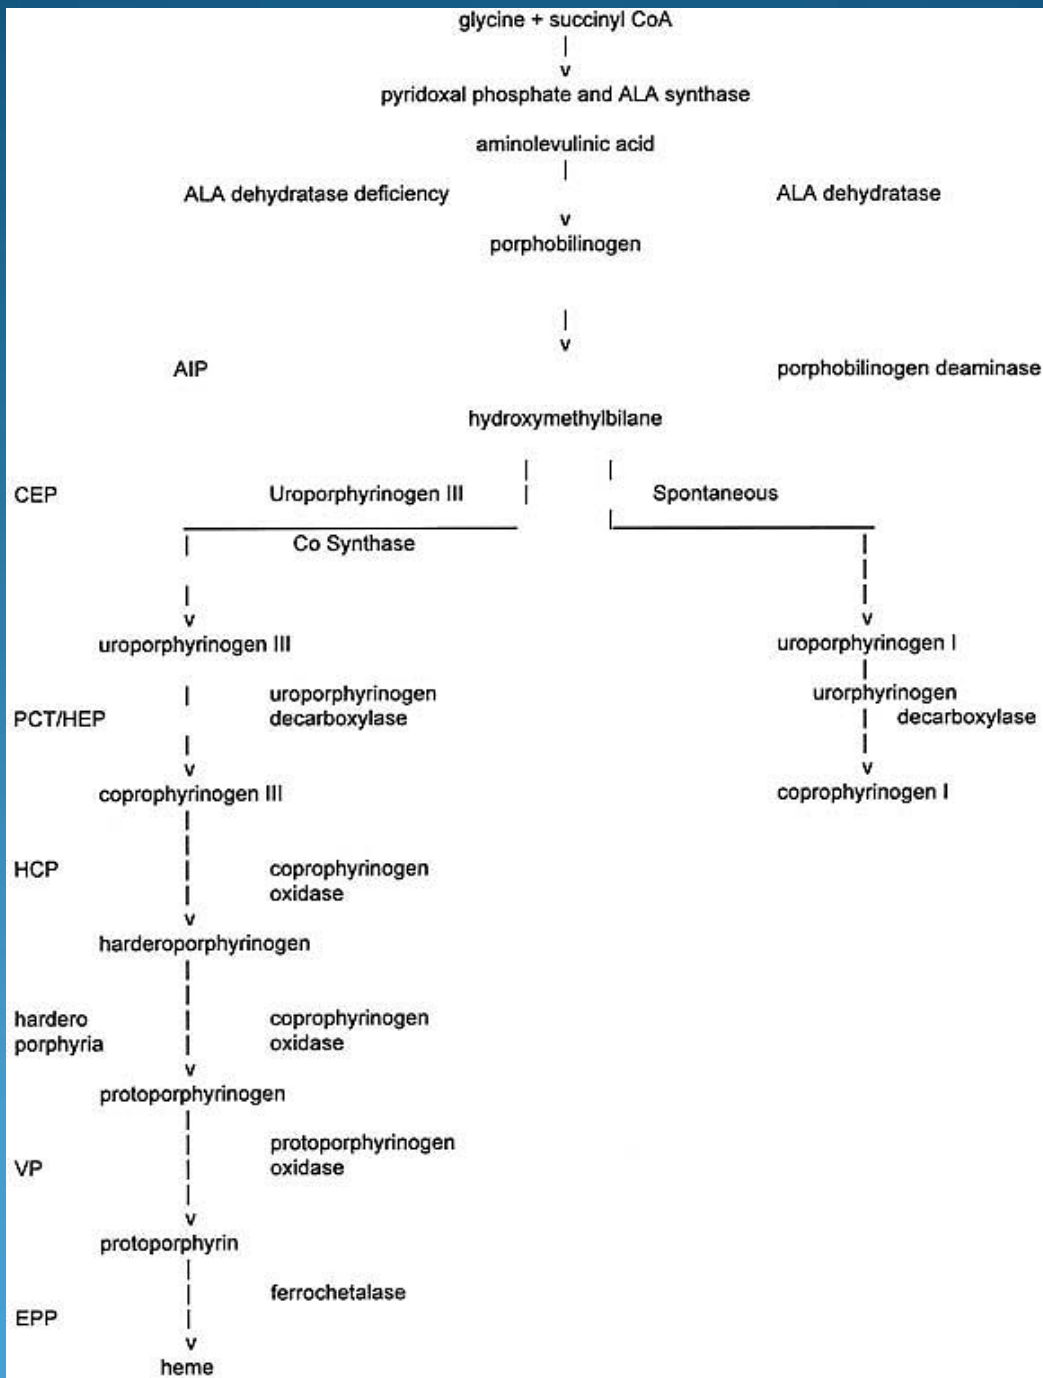 glycine + succinyl CoA
pyridoxal phosphate and ALA synthase
aminolevulinic acid
ALA dehydratase deficiency
ALA dehydratase
porphobilinogen
AIP
porphobilinogen deaminase
hydroxymethylbilane
CEP
Uroporphyrinogen III
Spontaneous
Co Synthase
uroporphyrinogen III
uroporphyrinogen I
PCT/HEP
uroporphyrinogen
decarboxylase
urorphyrinogen
decarboxylase
coprophyrinogen III
coprophyrinogen I
HCP
coprophyrinogen
oxidase
harderoporphyrinogen
hardero
porphyria
coprophyrinogen
oxidase
protoporphyrinogen
VP
protoporphyrinogen
oxidase
protoporphyrin
ferrochetalase
EPP
heme